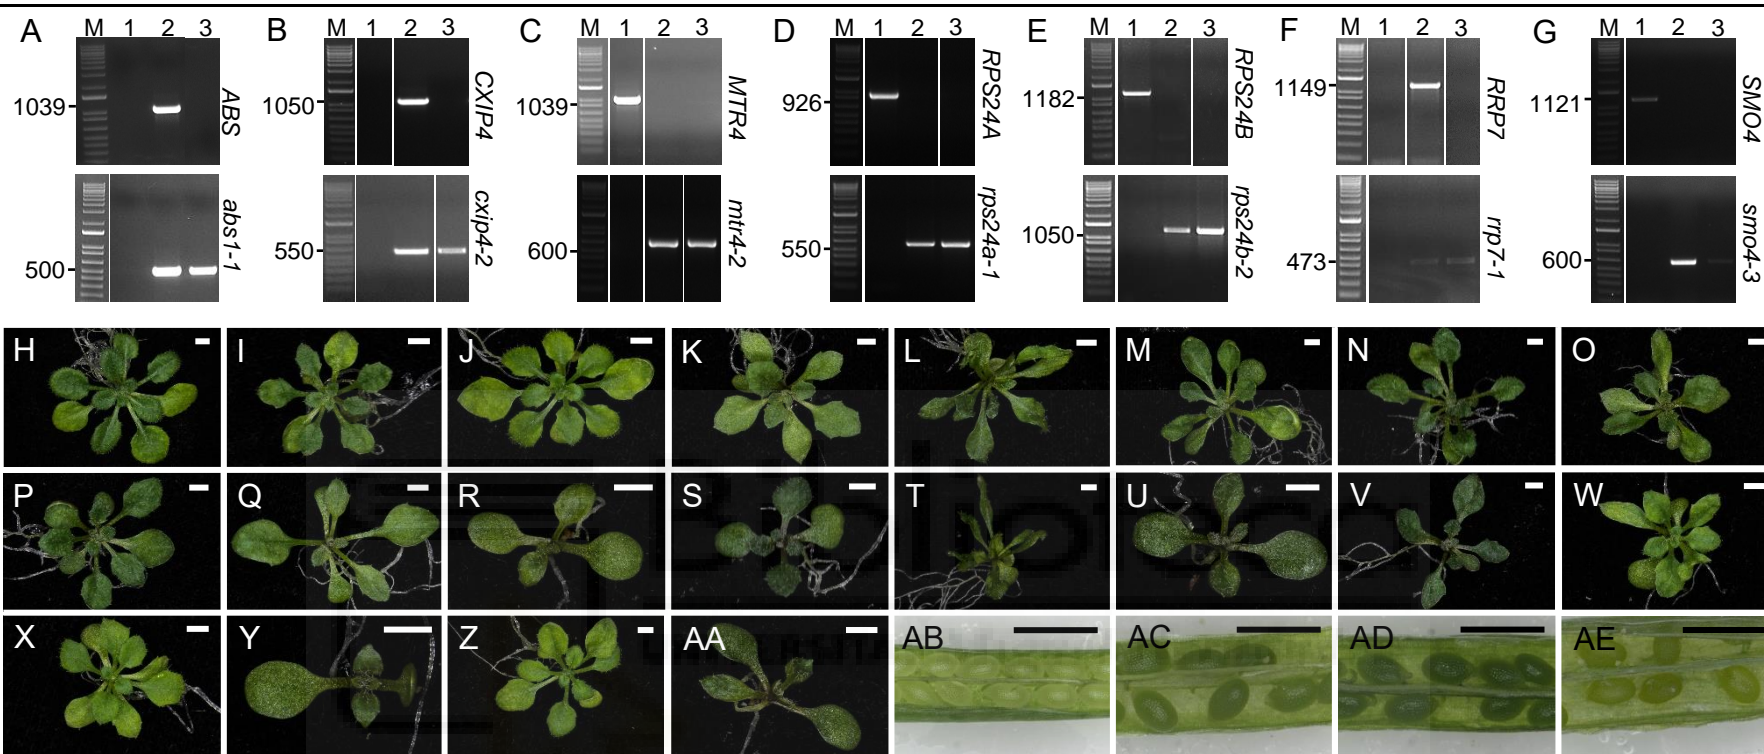 A M 1 2 3 B M 1 2 3 C M 1 2 3 D M 1 2 3 E M 1 2 3 F M 1 2 3 G M 1 2 3
1039 ABS 1050 CXIP4 1039 MTR4 926 RPS24A 1182 RPS24B 1149 RRP7 1121 SMO4
500 abs1-1 550 cxip4-2 600 mtr4-2 550 rps24a-1 1050 rps24b-2 473 rrp7-1 600 smo4-3
H I J K L M N O
P Q R S T U V W
X Y Z AA AB AC AD AE